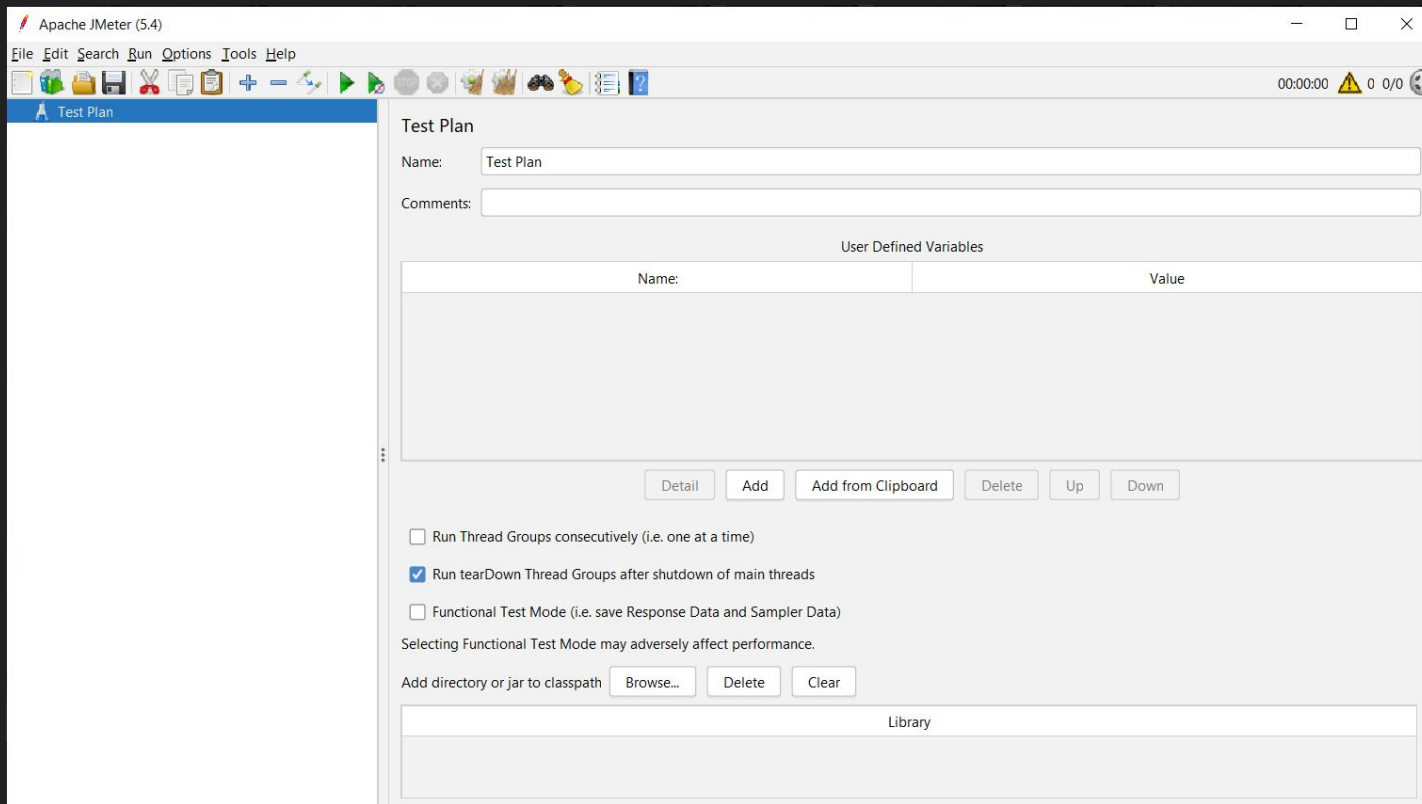 Apache JMeter (5.4)
File Edit Search Run Options Tools Help
STOP
?
00:00:00 0 0/0
Test Plan
Test Plan
Name: Test Plan
Comments:
User Defined Variables
Name: Value
Detail Add Add from Clipboard Delete Up Down
Run Thread Groups consecutively (i.e. one at a time)
Run tearDown Thread Groups after shutdown of main threads
Functional Test Mode (i.e. save Response Data and Sampler Data)
Selecting Functional Test Mode may adversely affect performance.
Add directory or jar to classpath Browse... Delete Clear
Library